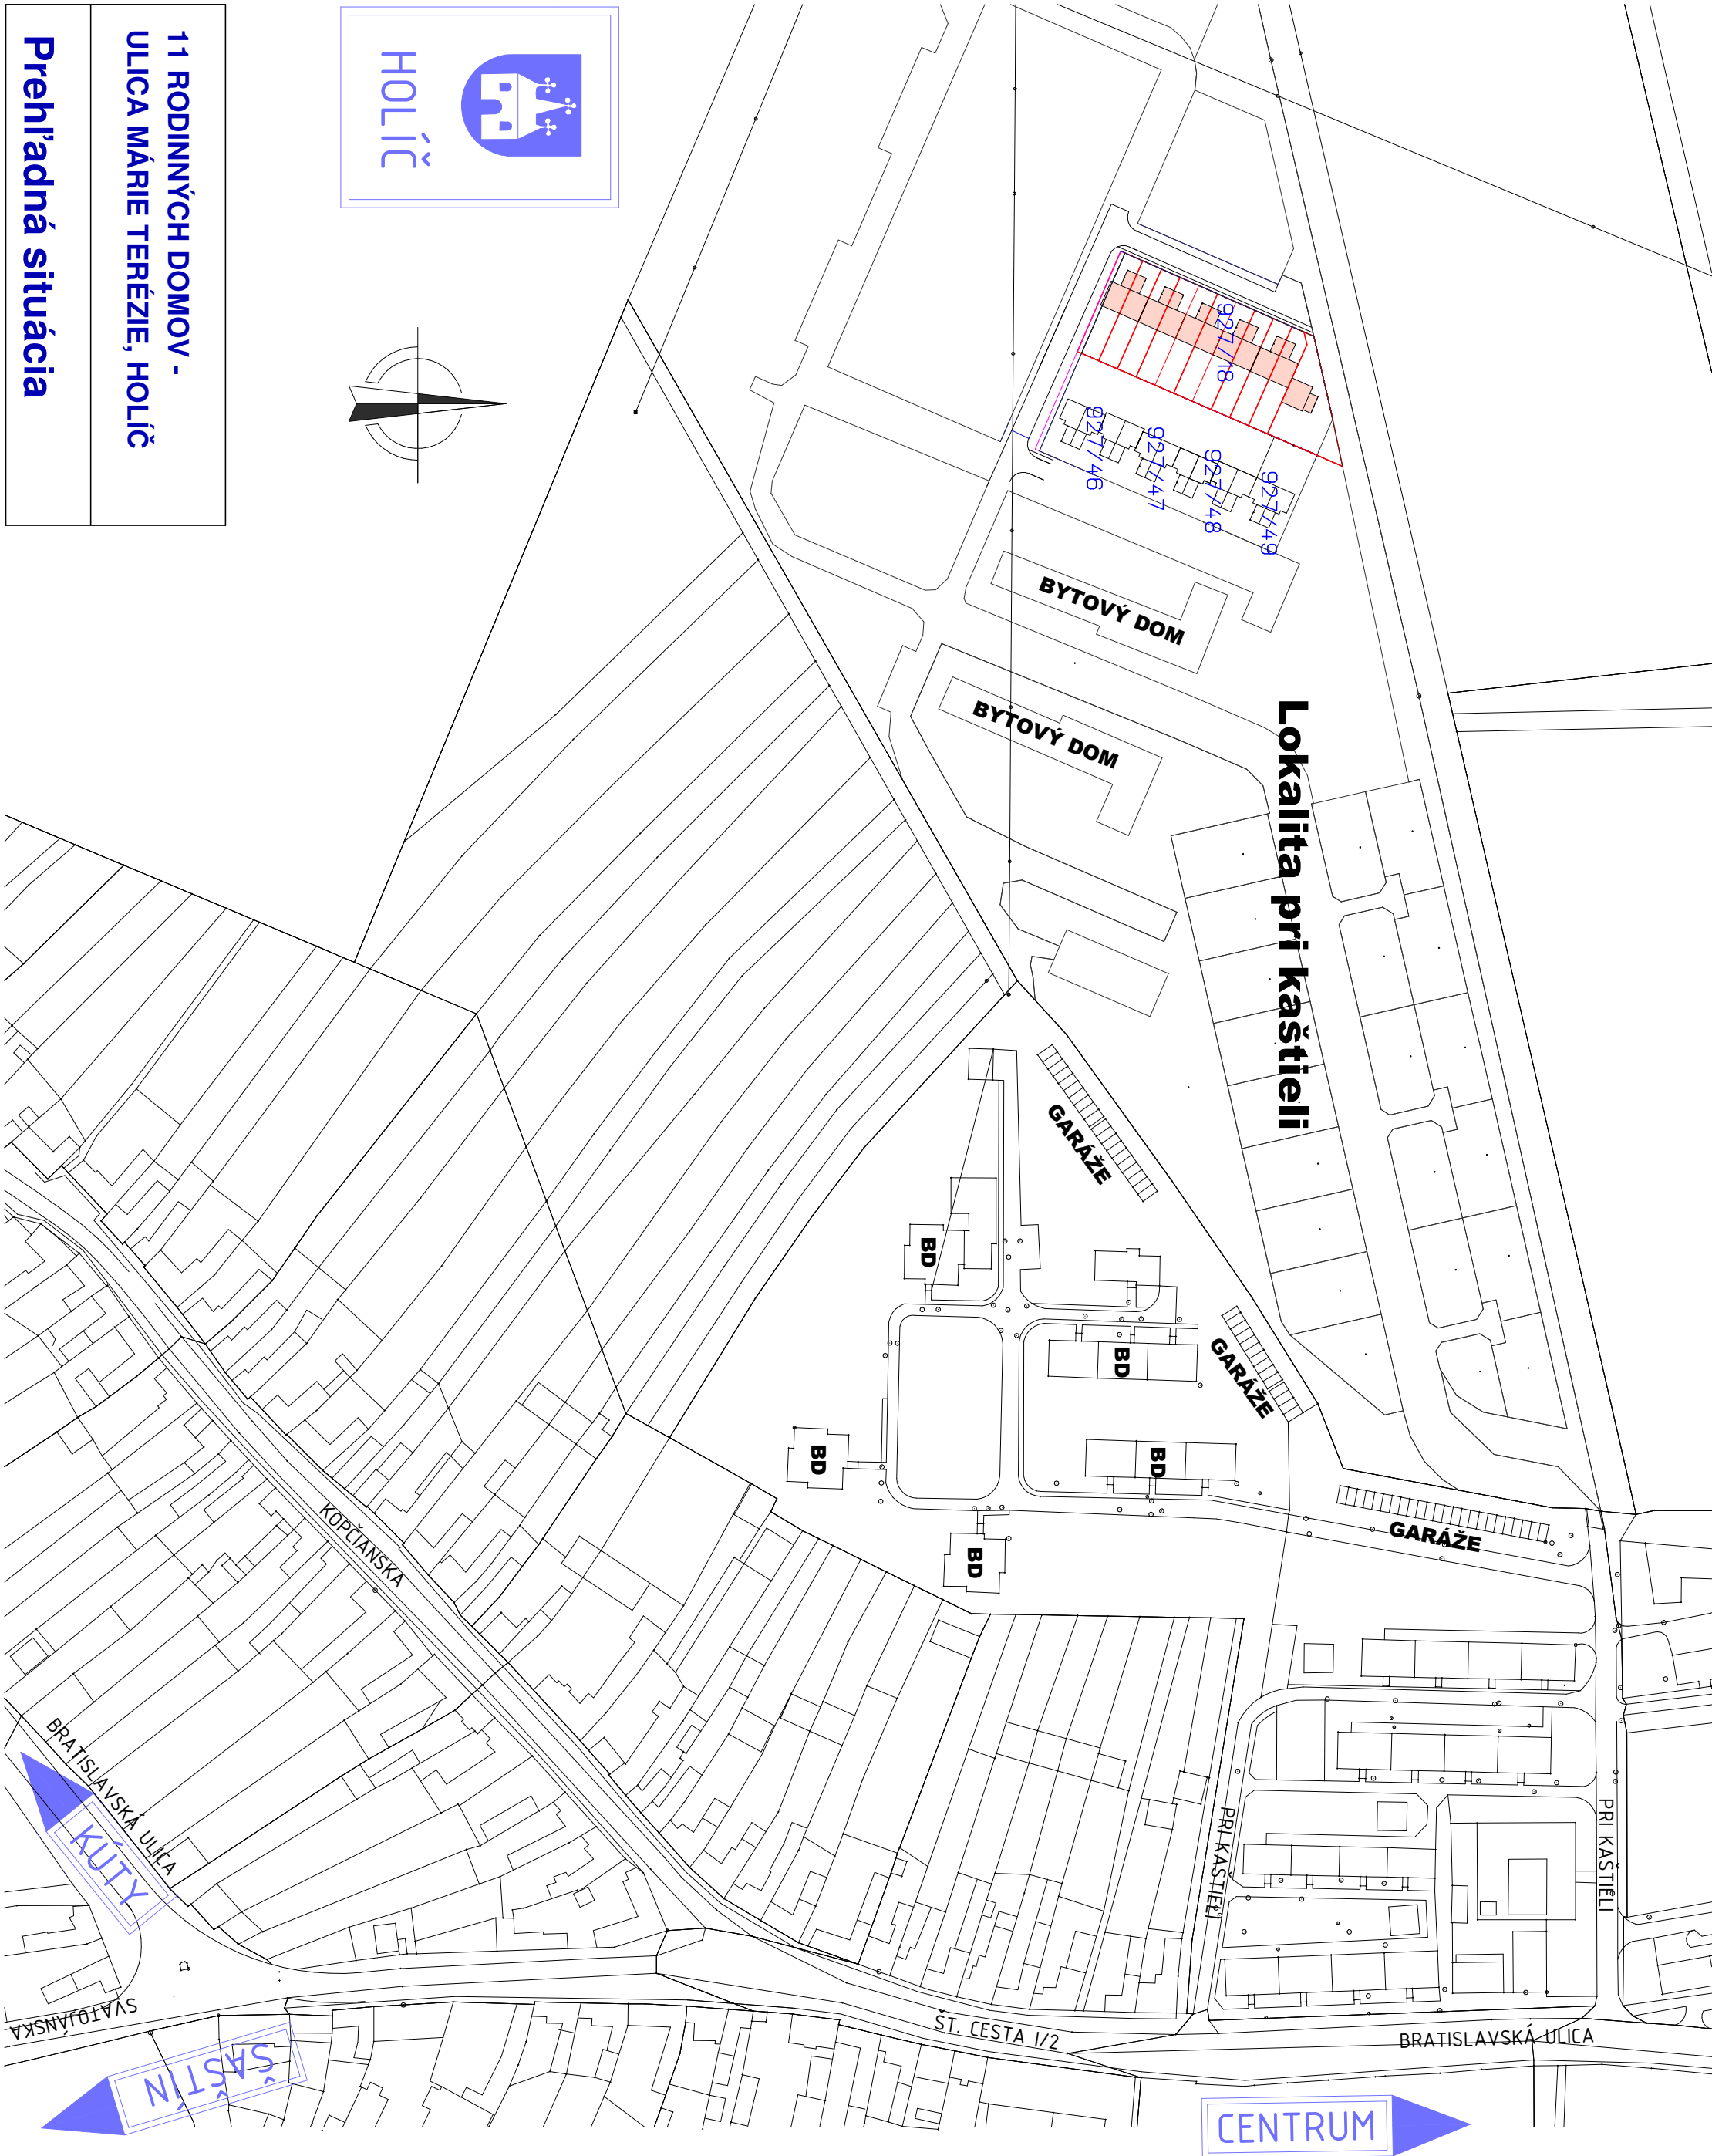 11 RODINNÝCH DOMOV -
ULICA MÁRIE TERÉZIE, HOLÍČ
Prehľadná situácia
HOLÍČ
927/18
927/46
927/47
927/48
927/49
BYTOVÝ DOM
BYTOVÝ DOM
Lokalita pri kaštieli
GARÁŽE
BD
BD
GARÁŽE
BD
BD
GARÁŽE
BD
KOPČIANSKA
BRATISLAVSKÁ ULICA
KÚTY
PRI KAŠTIELI
PRI KAŠTIELI
SVATOJÁNSKA
ŠT. CESTA I/2
BRATISLAVSKÁ ULICA
ŠAŠTÍN
CENTRUM